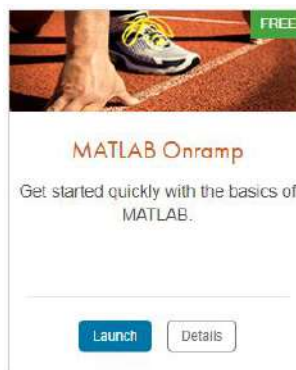 FREE
MATLAB Onramp
Get started quickly with the basics of
MATLAB.
Launch
Details